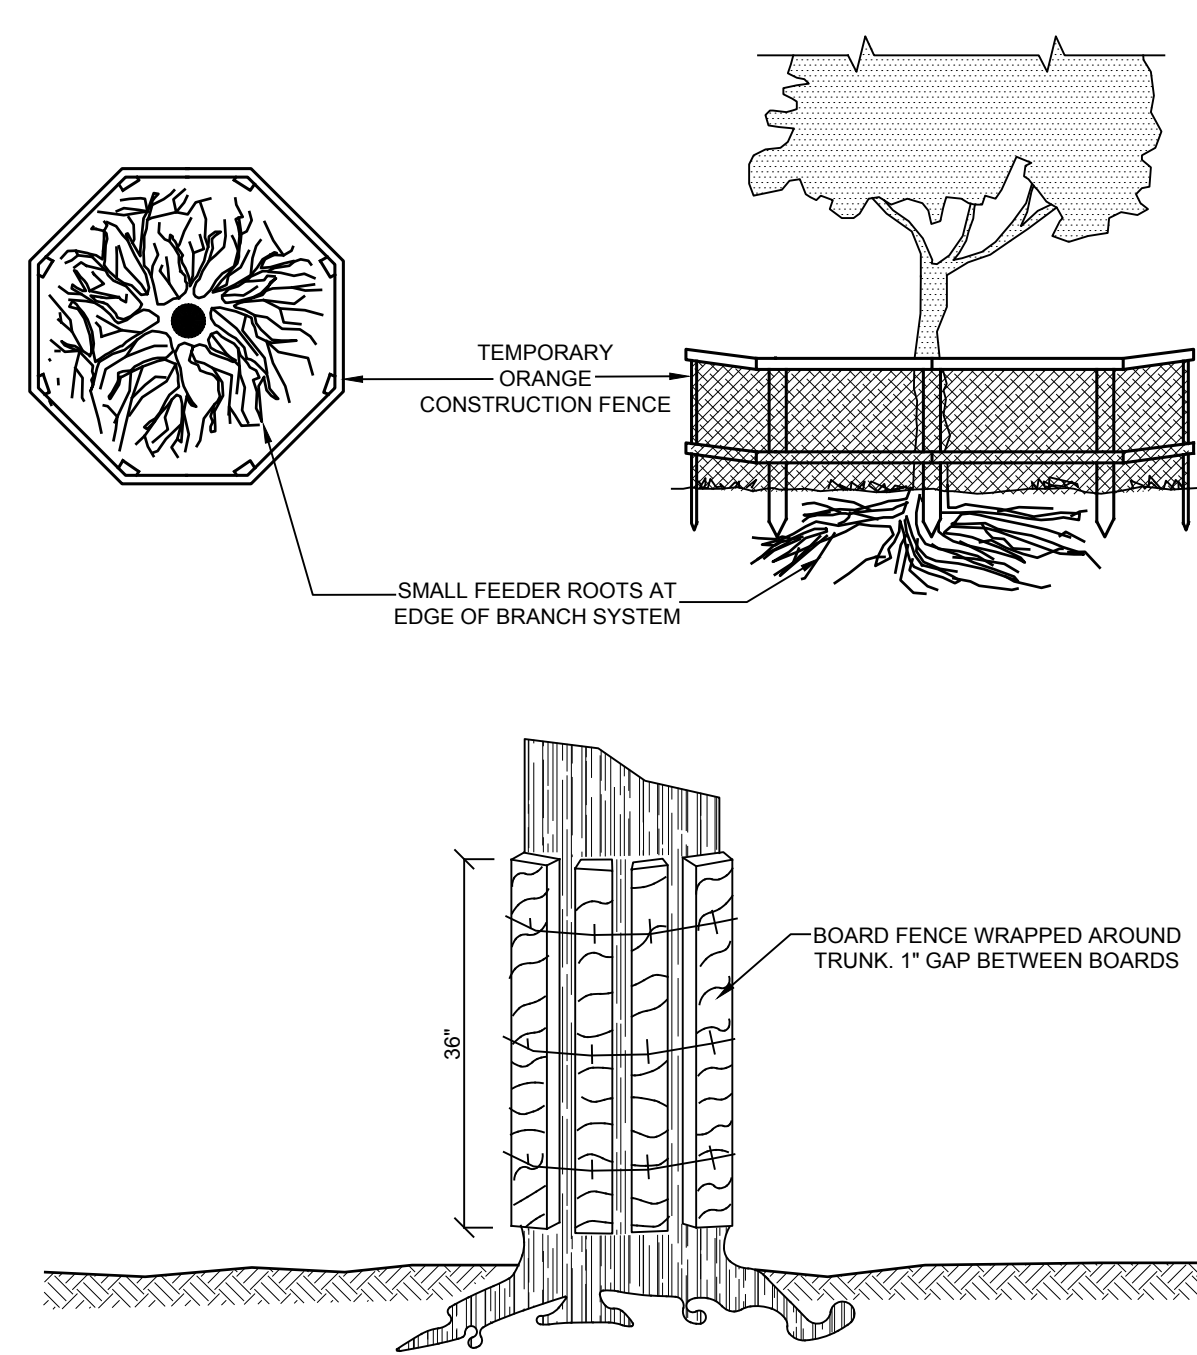 TEMPORARY
ORANGE
CONSTRUCTION FENCE
SMALL FEEDER ROOTS AT
EDGE OF BRANCH SYSTEM
BOARD FENCE WRAPPED AROUND
TRUNK. 1" GAP BETWEEN BOARDS
36"